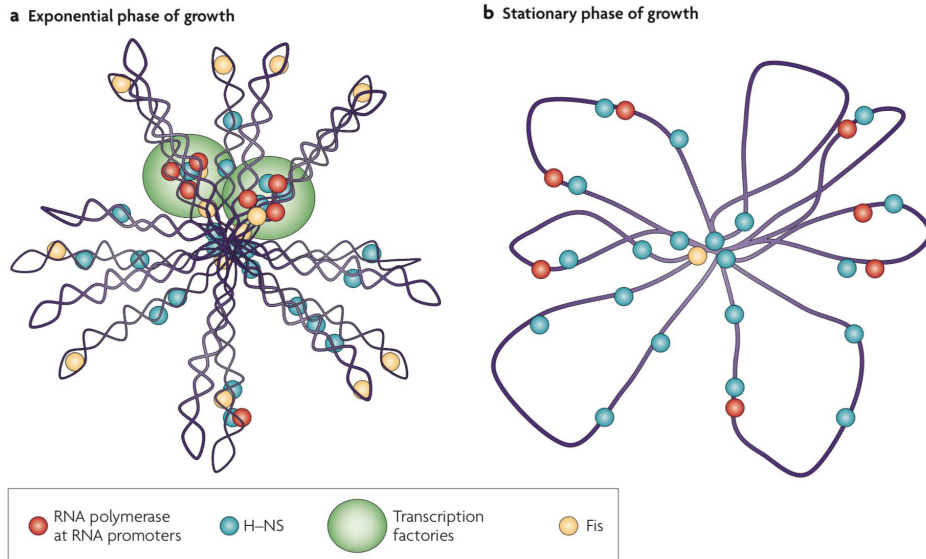 a Exponential phase of growth
b Stationary phase of growth
RNA polymerase
at RNA promoters
H–NS
Transcription
factories
Fis